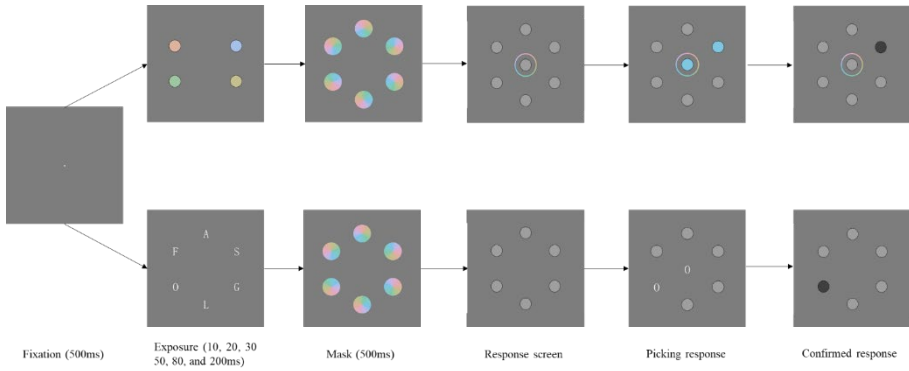 A
F S
O G
L
O
O
Fixation (500ms)
Exposure (10, 20, 30
50, 80, and 200ms)
Mask (500ms)
Response screen
Picking response
Confirmed response